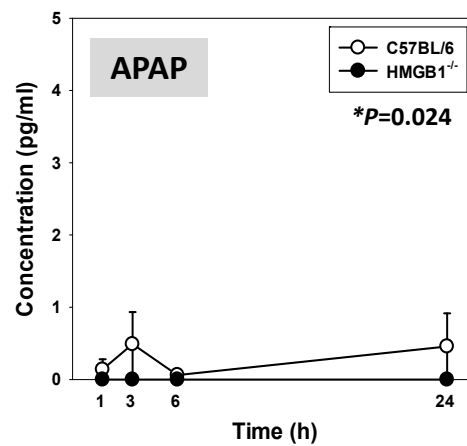 5
4
3
2
1
0
Concentration (pg/ml)
APAP
C57BL/6
HMGB1-/-
*P=0.024
1 3 6 24
Time (h)